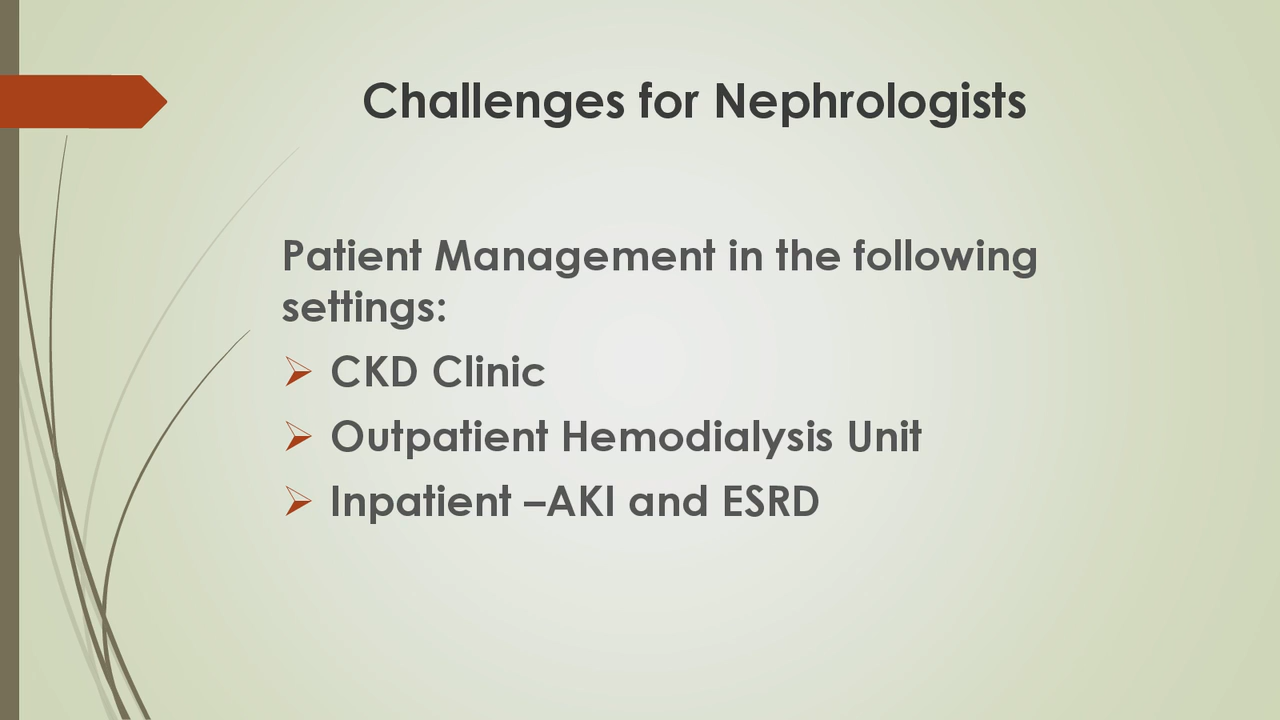 Challenges for Nephrologists
Patient Management in the following
settings:
➢ CKD Clinic
➢ Outpatient Hemodialysis Unit
➢ Inpatient –AKI and ESRD